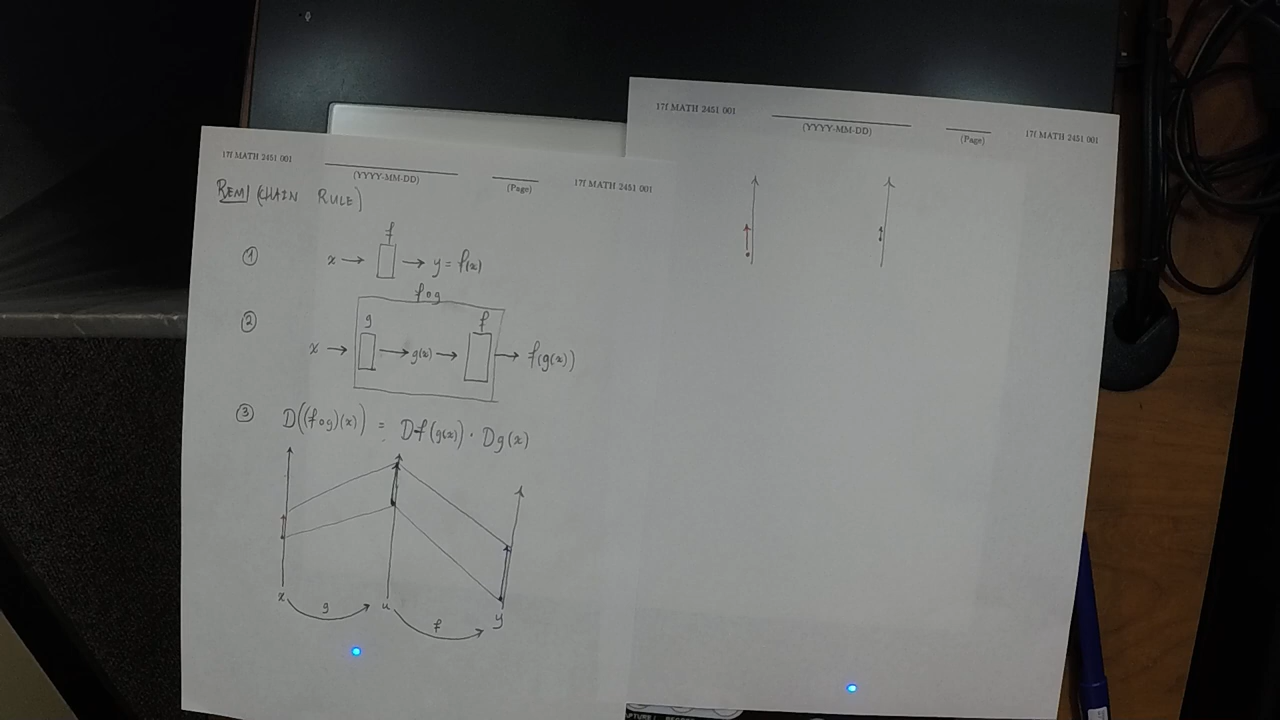 17f MATH 2451 001
(YYYY-MM-DD)
(Page)
17f MATH 2451 001
REM (CHAIN RULE)
① x → f → y = f(x)
f∘g
② x → g → g(x) → f → f(g(x))
③ D((f∘g)(x)) = Df(g(x)) · Dg(x)
x g u f y
17f MATH 2451 001
(YYYY-MM-DD)
(Page)
17f MATH 2451 001